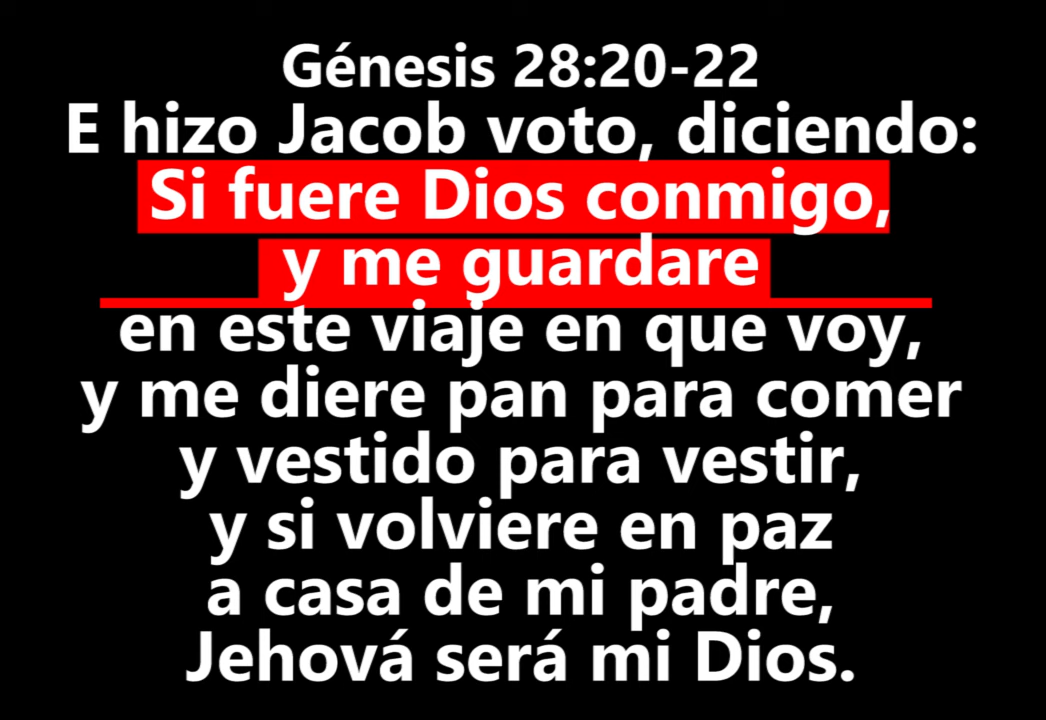 Génesis 28:20-22
E hizo Jacob voto, diciendo:
Si fuere Dios conmigo,
y me guardare
en este viaje en que voy,
y me diere pan para comer
y vestido para vestir,
y si volviere en paz
a casa de mi padre,
Jehová será mi Dios.